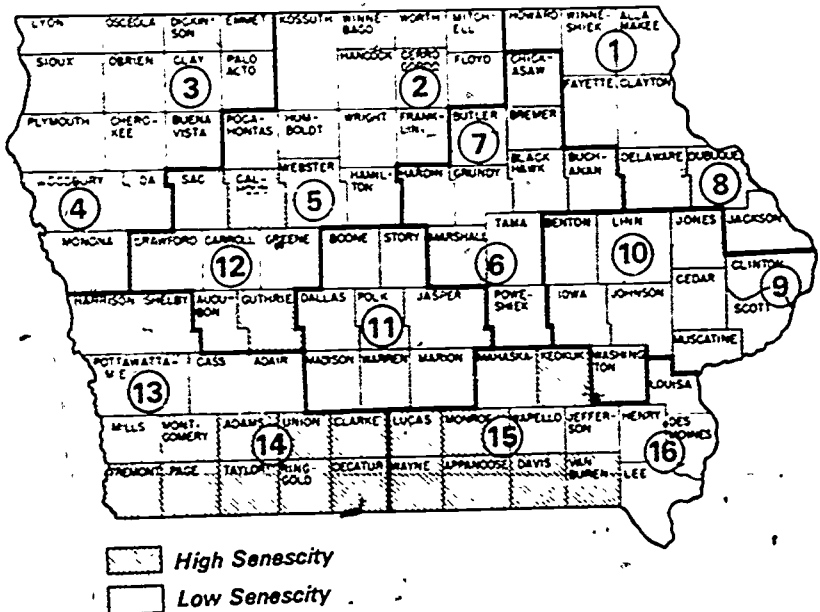 LYON OSCEOLA DICKIN-SON EMMET KOSSUTH WINNE-BAGO WORTH MITCH-ELL HOWARD WINNE-SHIEK ALLA MAKEE
1
SIOUX OBRIEN CLAY PALO ACTO HANCOCK CERRO GORDO FLOYD CHICK-ASAW
3 2
FAYETTE CLAYTON
PLYMOUTH CHERO-KEE BUENA VISTA POCA-HONTAS HUM-BOLDT WRIGHT FRANK-LIN BUTLER BREMER
7
WOODBURY IDA SAC CAL-HOUN WEBSTER HAMIL-TON HARDIN GRUNDY BLACK HAWK BUCH-ANAN DELAWARE DUBUQUE
4 5 8
MONONA CRAWFORD CARROLL GREENE BOONE STORY MARSHALL TAMA BENTON LINN JONES JACKSON
12 6 10
HARRISON SHELBY AUDU-BON GUTHRIE DALLAS POLK JASPER POWE-SHIEK IOWA JOHNSON CEDAR CLINTON
9
SCOTT
11
MUSCATINE
POTTAWATTA-MIE CASS ADAIR MADISON WARREN MARION MAHASKA KEOKUK WASHING TON LOUISA
13
MILLS MONT-GOMERY ADAMS UNION CLARKE LUCAS MONROE WAPELLO JEFFER-SON HENRY DES MOINES
14 15 16
FREMONT PAGE TAYLOR RING-GOLD DECATUR WAYNE APPANOOSE DAVIS VAN BUREN LEE
High Senescity
Low Senescity